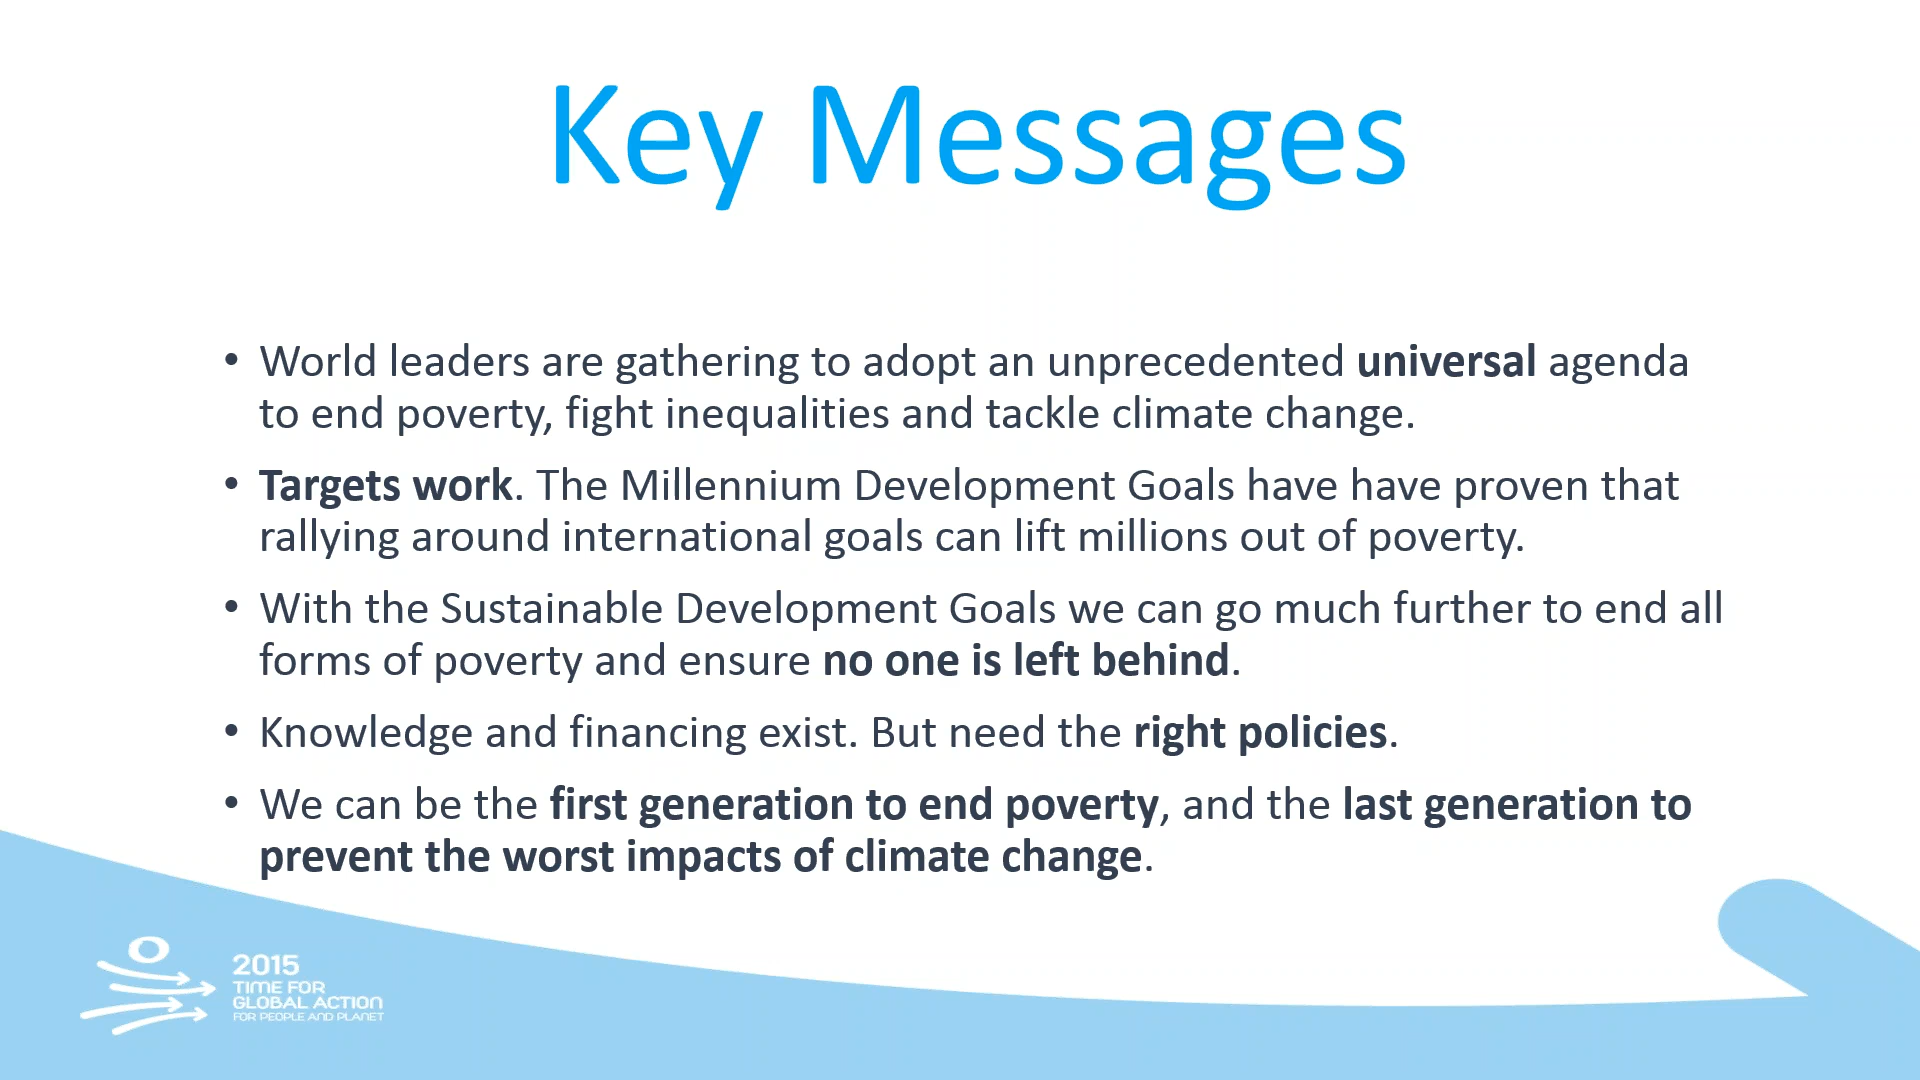 Key Messages
• World leaders are gathering to adopt an unprecedented universal agenda
to end poverty, fight inequalities and tackle climate change.
• Targets work. The Millennium Development Goals have have proven that
rallying around international goals can lift millions out of poverty.
• With the Sustainable Development Goals we can go much further to end all
forms of poverty and ensure no one is left behind.
• Knowledge and financing exist. But need the right policies.
• We can be the first generation to end poverty, and the last generation to
prevent the worst impacts of climate change.
2015
TIME FOR
GLOBAL ACTION
FOR PEOPLE AND PLANET